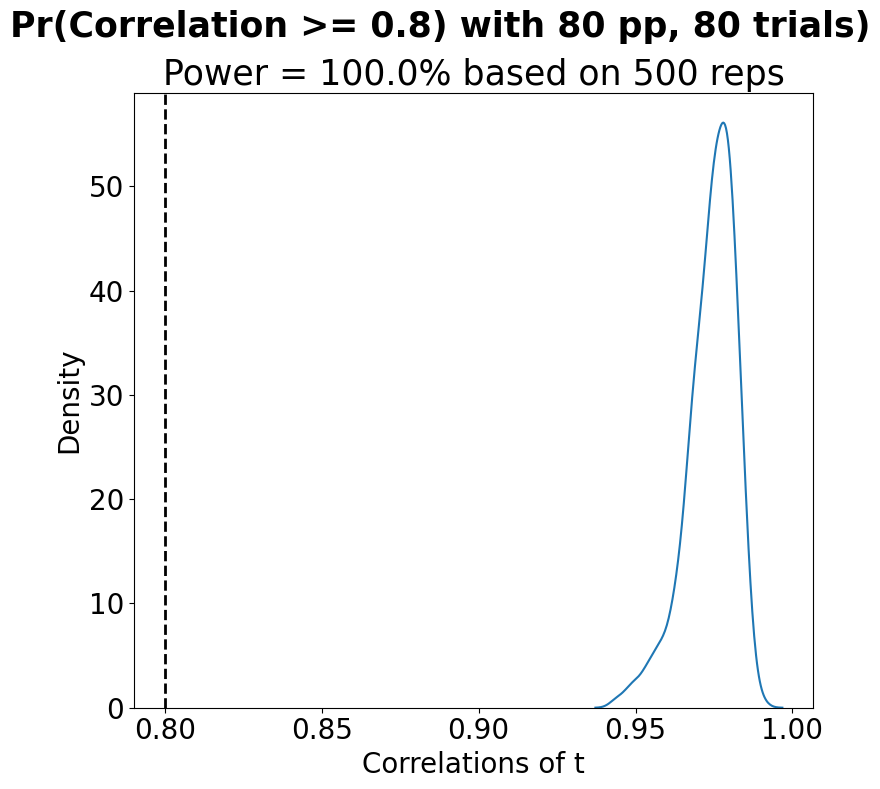 Pr(Correlation >= 0.8) with 80 pp, 80 trials)
Power = 100.0% based on 500 reps
Density
50
40
30
20
10
0
0.80 0.85 0.90 0.95 1.00
Correlations of t